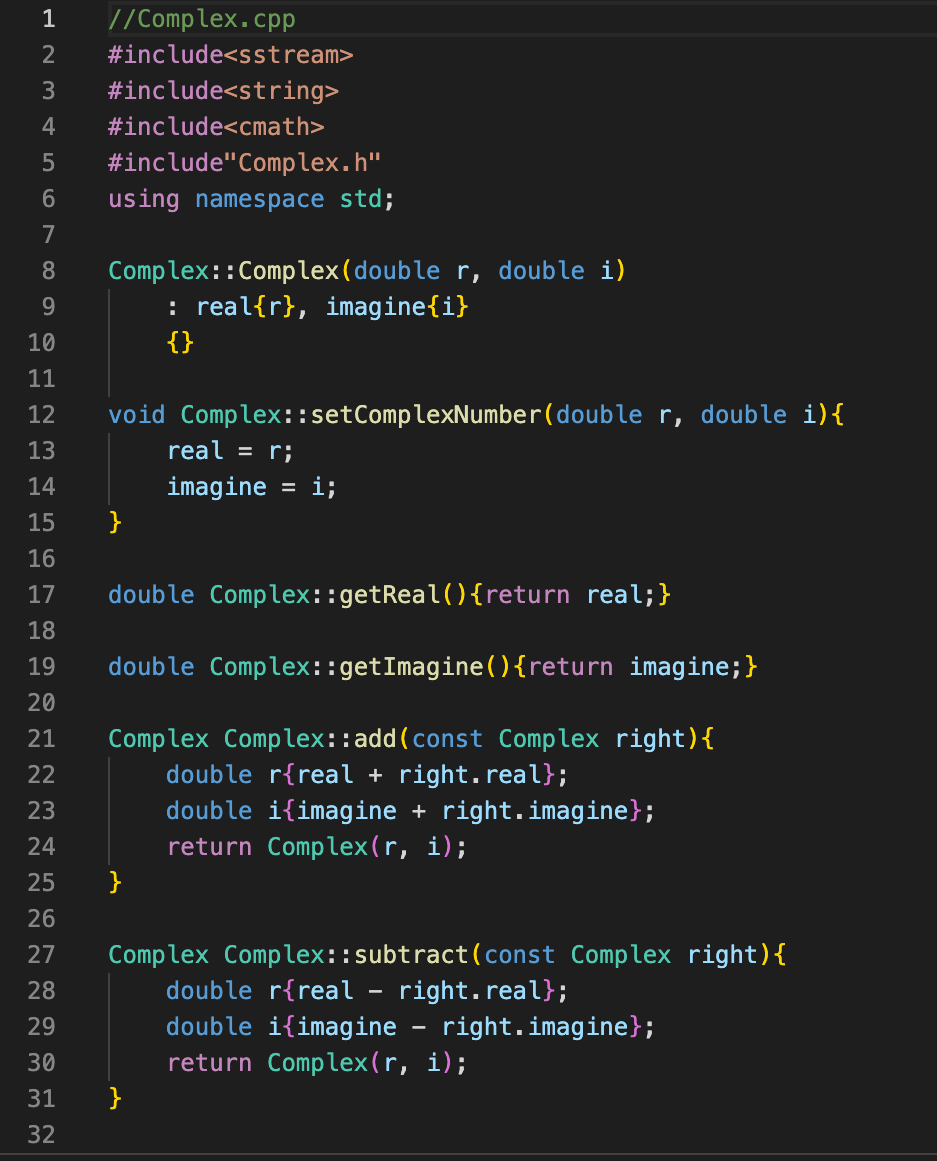 1 //Complex.cpp
2 #include<sstream>
3 #include<string>
4 #include<cmath>
5 #include"Complex.h"
6 using namespace std;
7
8 Complex::Complex(double r, double i)
9     : real{r}, imagine{i}
10     {}
11
12 void Complex::setComplexNumber(double r, double i){
13     real = r;
14     imagine = i;
15 }
16
17 double Complex::getReal(){return real;}
18
19 double Complex::getImagine(){return imagine;}
20
21 Complex Complex::add(const Complex right){
22     double r{real + right.real};
23     double i{imagine + right.imagine};
24     return Complex(r, i);
25 }
26
27 Complex Complex::subtract(const Complex right){
28     double r{real - right.real};
29     double i{imagine - right.imagine};
30     return Complex(r, i);
31 }
32